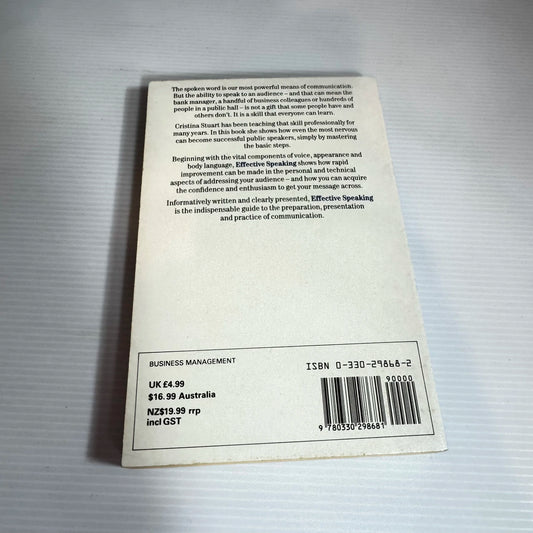 The spoken word is our most powerful means of communication.
But the ability to speak to an audience – and that can mean the
bank manager, a handful of business colleagues or hundreds of
people in a public hall – is not a gift that some people have and
others don't. It is a skill that everyone can learn.
Cristina Stuart has been teaching that skill professionally for
many years. In this book she shows how even the most nervous
can become successful public speakers, simply by mastering
the basic steps.
Beginning with the vital components of voice, appearance and
body language, Effective Speaking shows how rapid
improvement can be made in the personal and technical
aspects of addressing your audience – and how you can acquire
the confidence and enthusiasm to get your message across.
Informatively written and clearly presented, Effective Speaking
is the indispensable guide to the preparation, presentation
and practice of communication.
BUSINESS MANAGEMENT
ISBN 0-330-29868-2
UK £4.99
$16.99 Australia
NZ$19.99 rrp
incl GST
90000
9 780330 298681